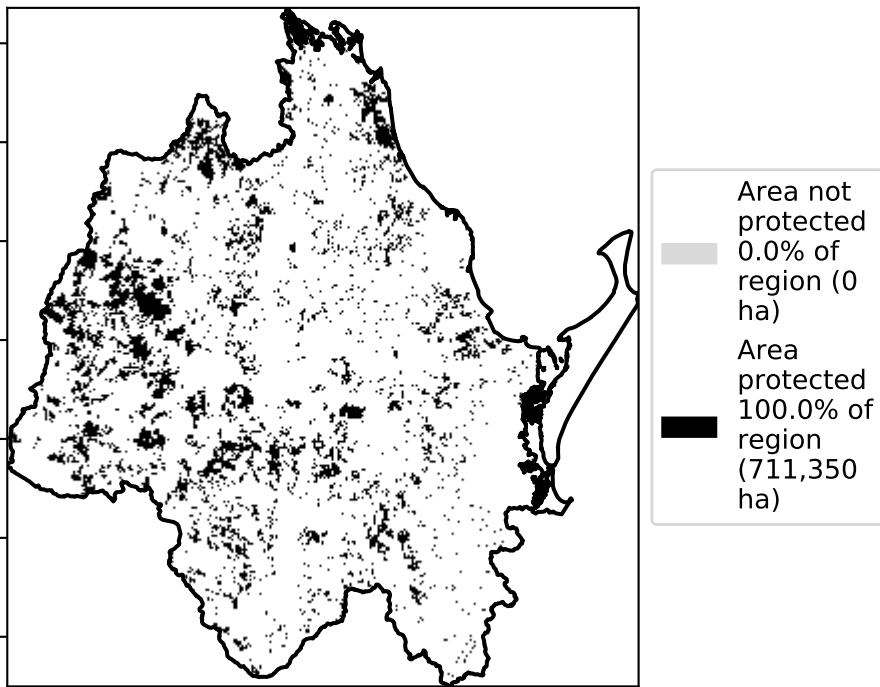 Area not
protected
0.0% of
region (0
ha)
Area
protected
100.0% of
region
(711,350
ha)